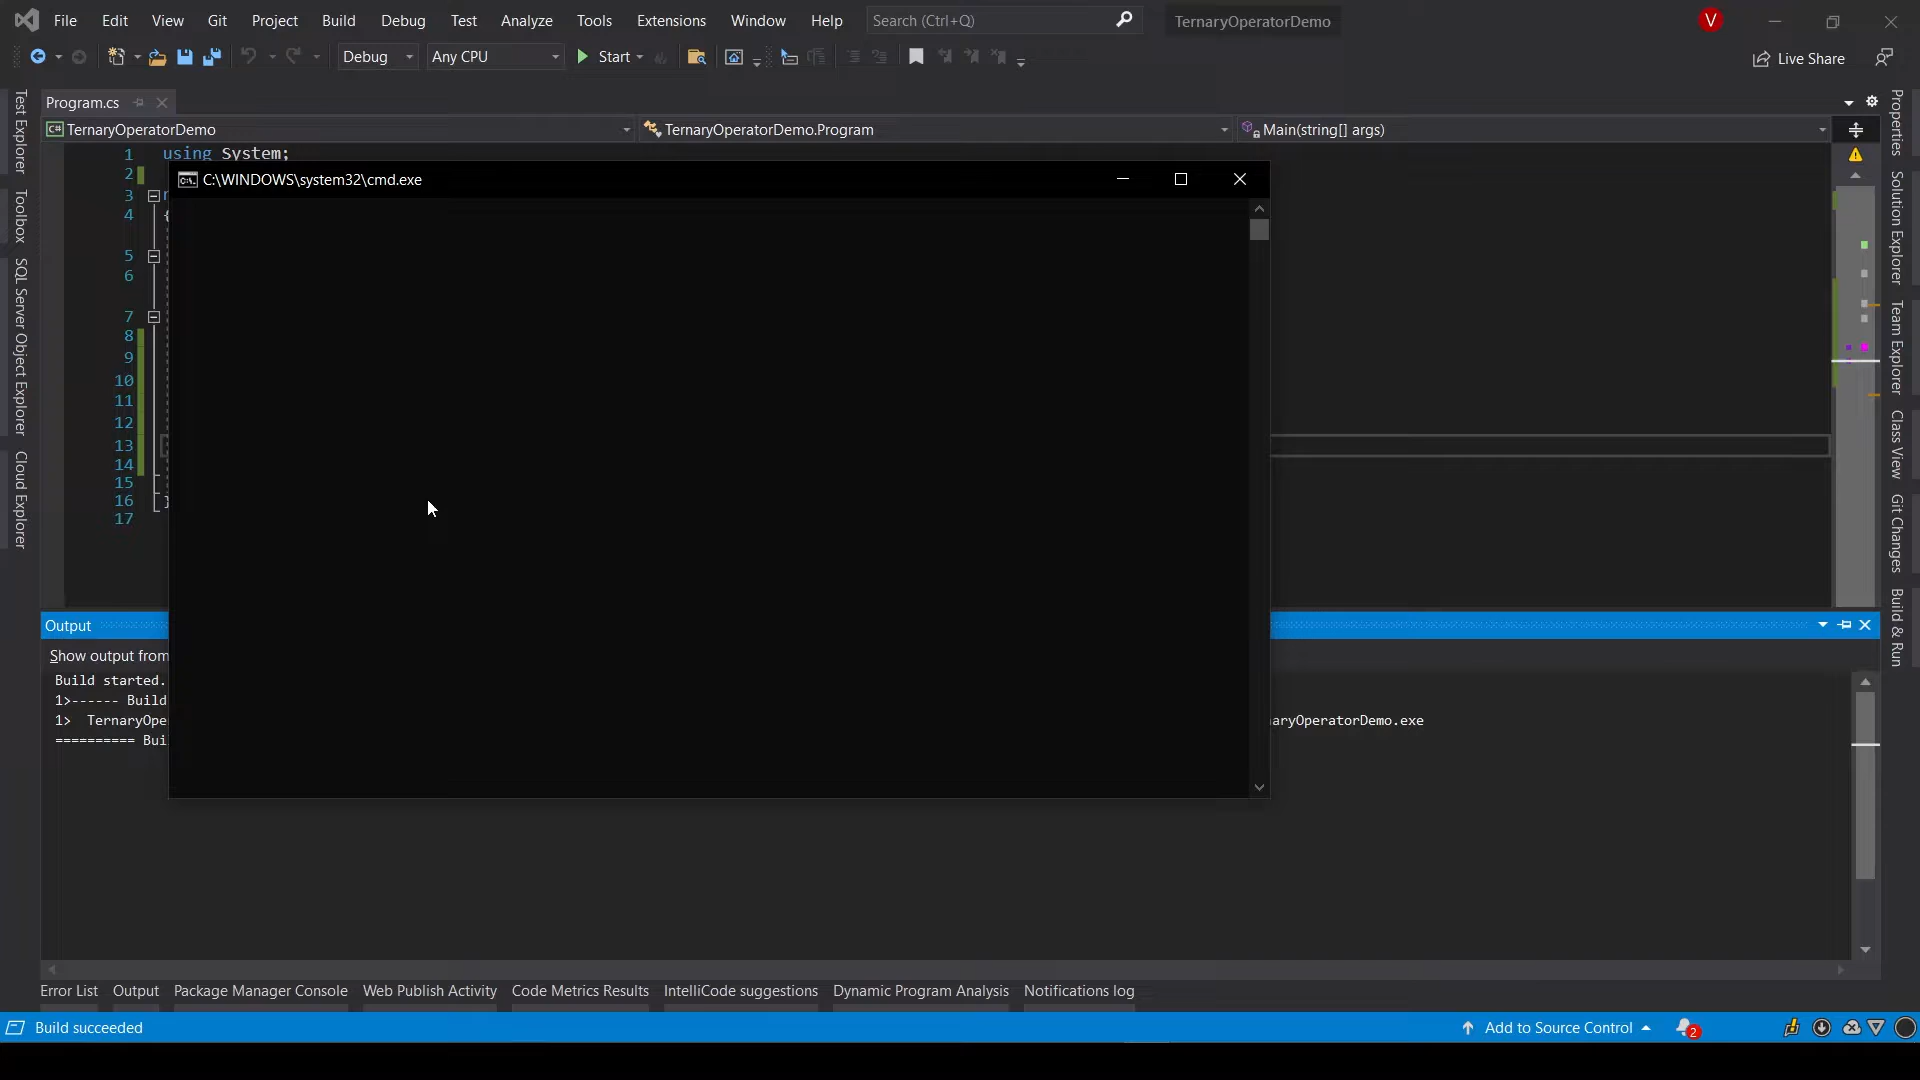 File Edit View Git Project Build Debug Test Analyze Tools Extensions Window Help Search (Ctrl+Q) TernaryOperatorDemo V
Debug Any CPU Start Live Share
Program.cs
TernaryOperatorDemo TernaryOperatorDemo.Program Main(string[] args)
1 using System;
2
3
4 {
5
6
7
8
9
10
11
12
13
14
15
16 }
17
C:\WINDOWS\system32\cmd.exe
Test Explorer
Toolbox
SQL Server Object Explorer
Cloud Explorer
Properties
Solution Explorer
Team Explorer
Class View
Git Changes
Build & Run
Output
Show output from
Build started.
1>------ Build
1> TernaryOpe aryOperatorDemo.exe
========== Bui
Error List Output Package Manager Console Web Publish Activity Code Metrics Results IntelliCode suggestions Dynamic Program Analysis Notifications log
Build succeeded Add to Source Control 2